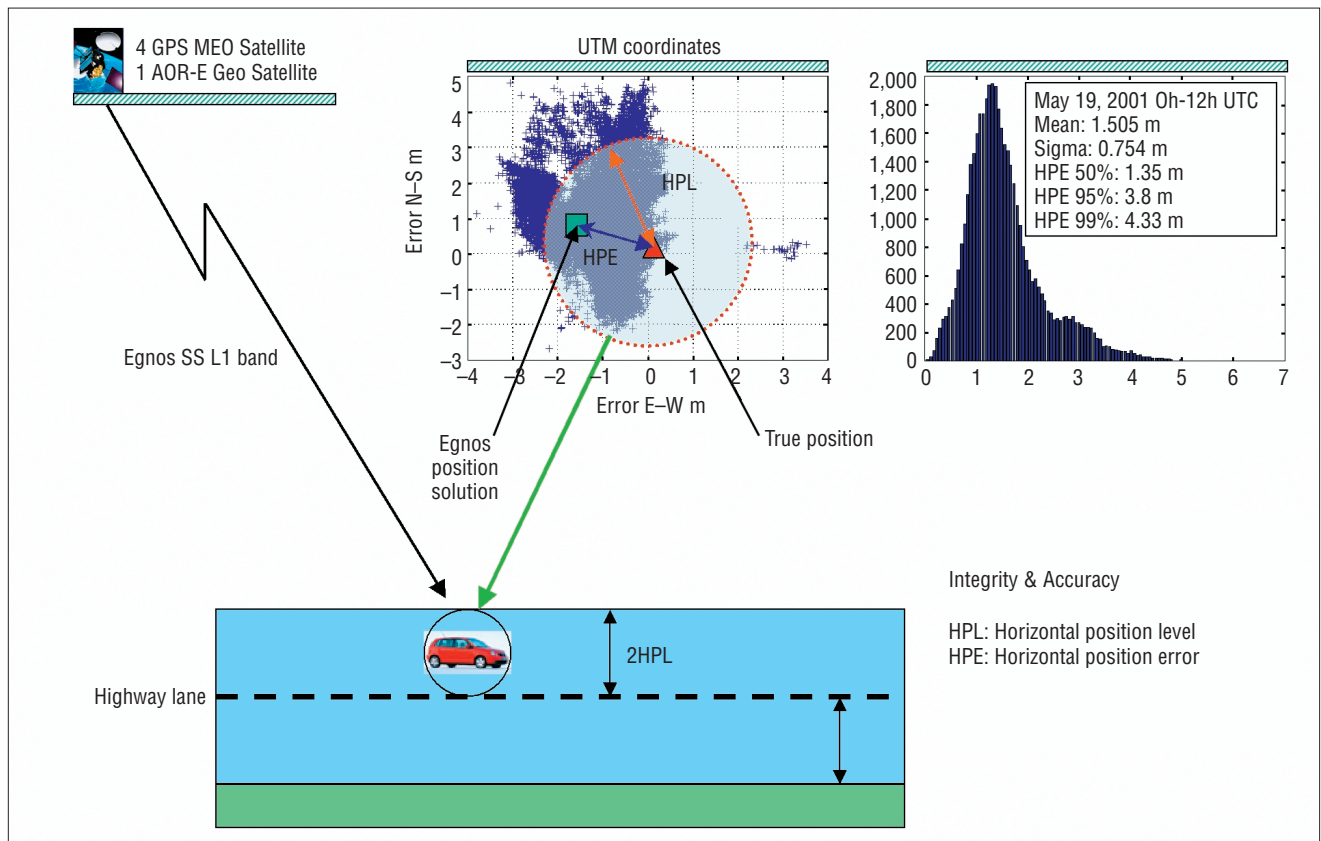 4 GPS MEO Satellite
1 AOR-E Geo Satellite
UTM coordinates
5
4
3
2
1
0
–1
–2
–3
Error N–S m
HPL
HPE
–4
–3
–2
–1
0
1
2
3
4
Error E–W m
2,000
1,800
1,600
1,400
1,200
1,000
800
600
400
200
0
0
1
2
3
4
5
6
7
May 19, 2001 Oh-12h UTC
Mean: 1.505 m
Sigma: 0.754 m
HPE 50%: 1.35 m
HPE 95%: 3.8 m
HPE 99%: 4.33 m
Egnos SS L1 band
Egnos
position
solution
True position
Integrity & Accuracy
HPL: Horizontal position level
HPE: Horizontal position error
2HPL
Highway lane